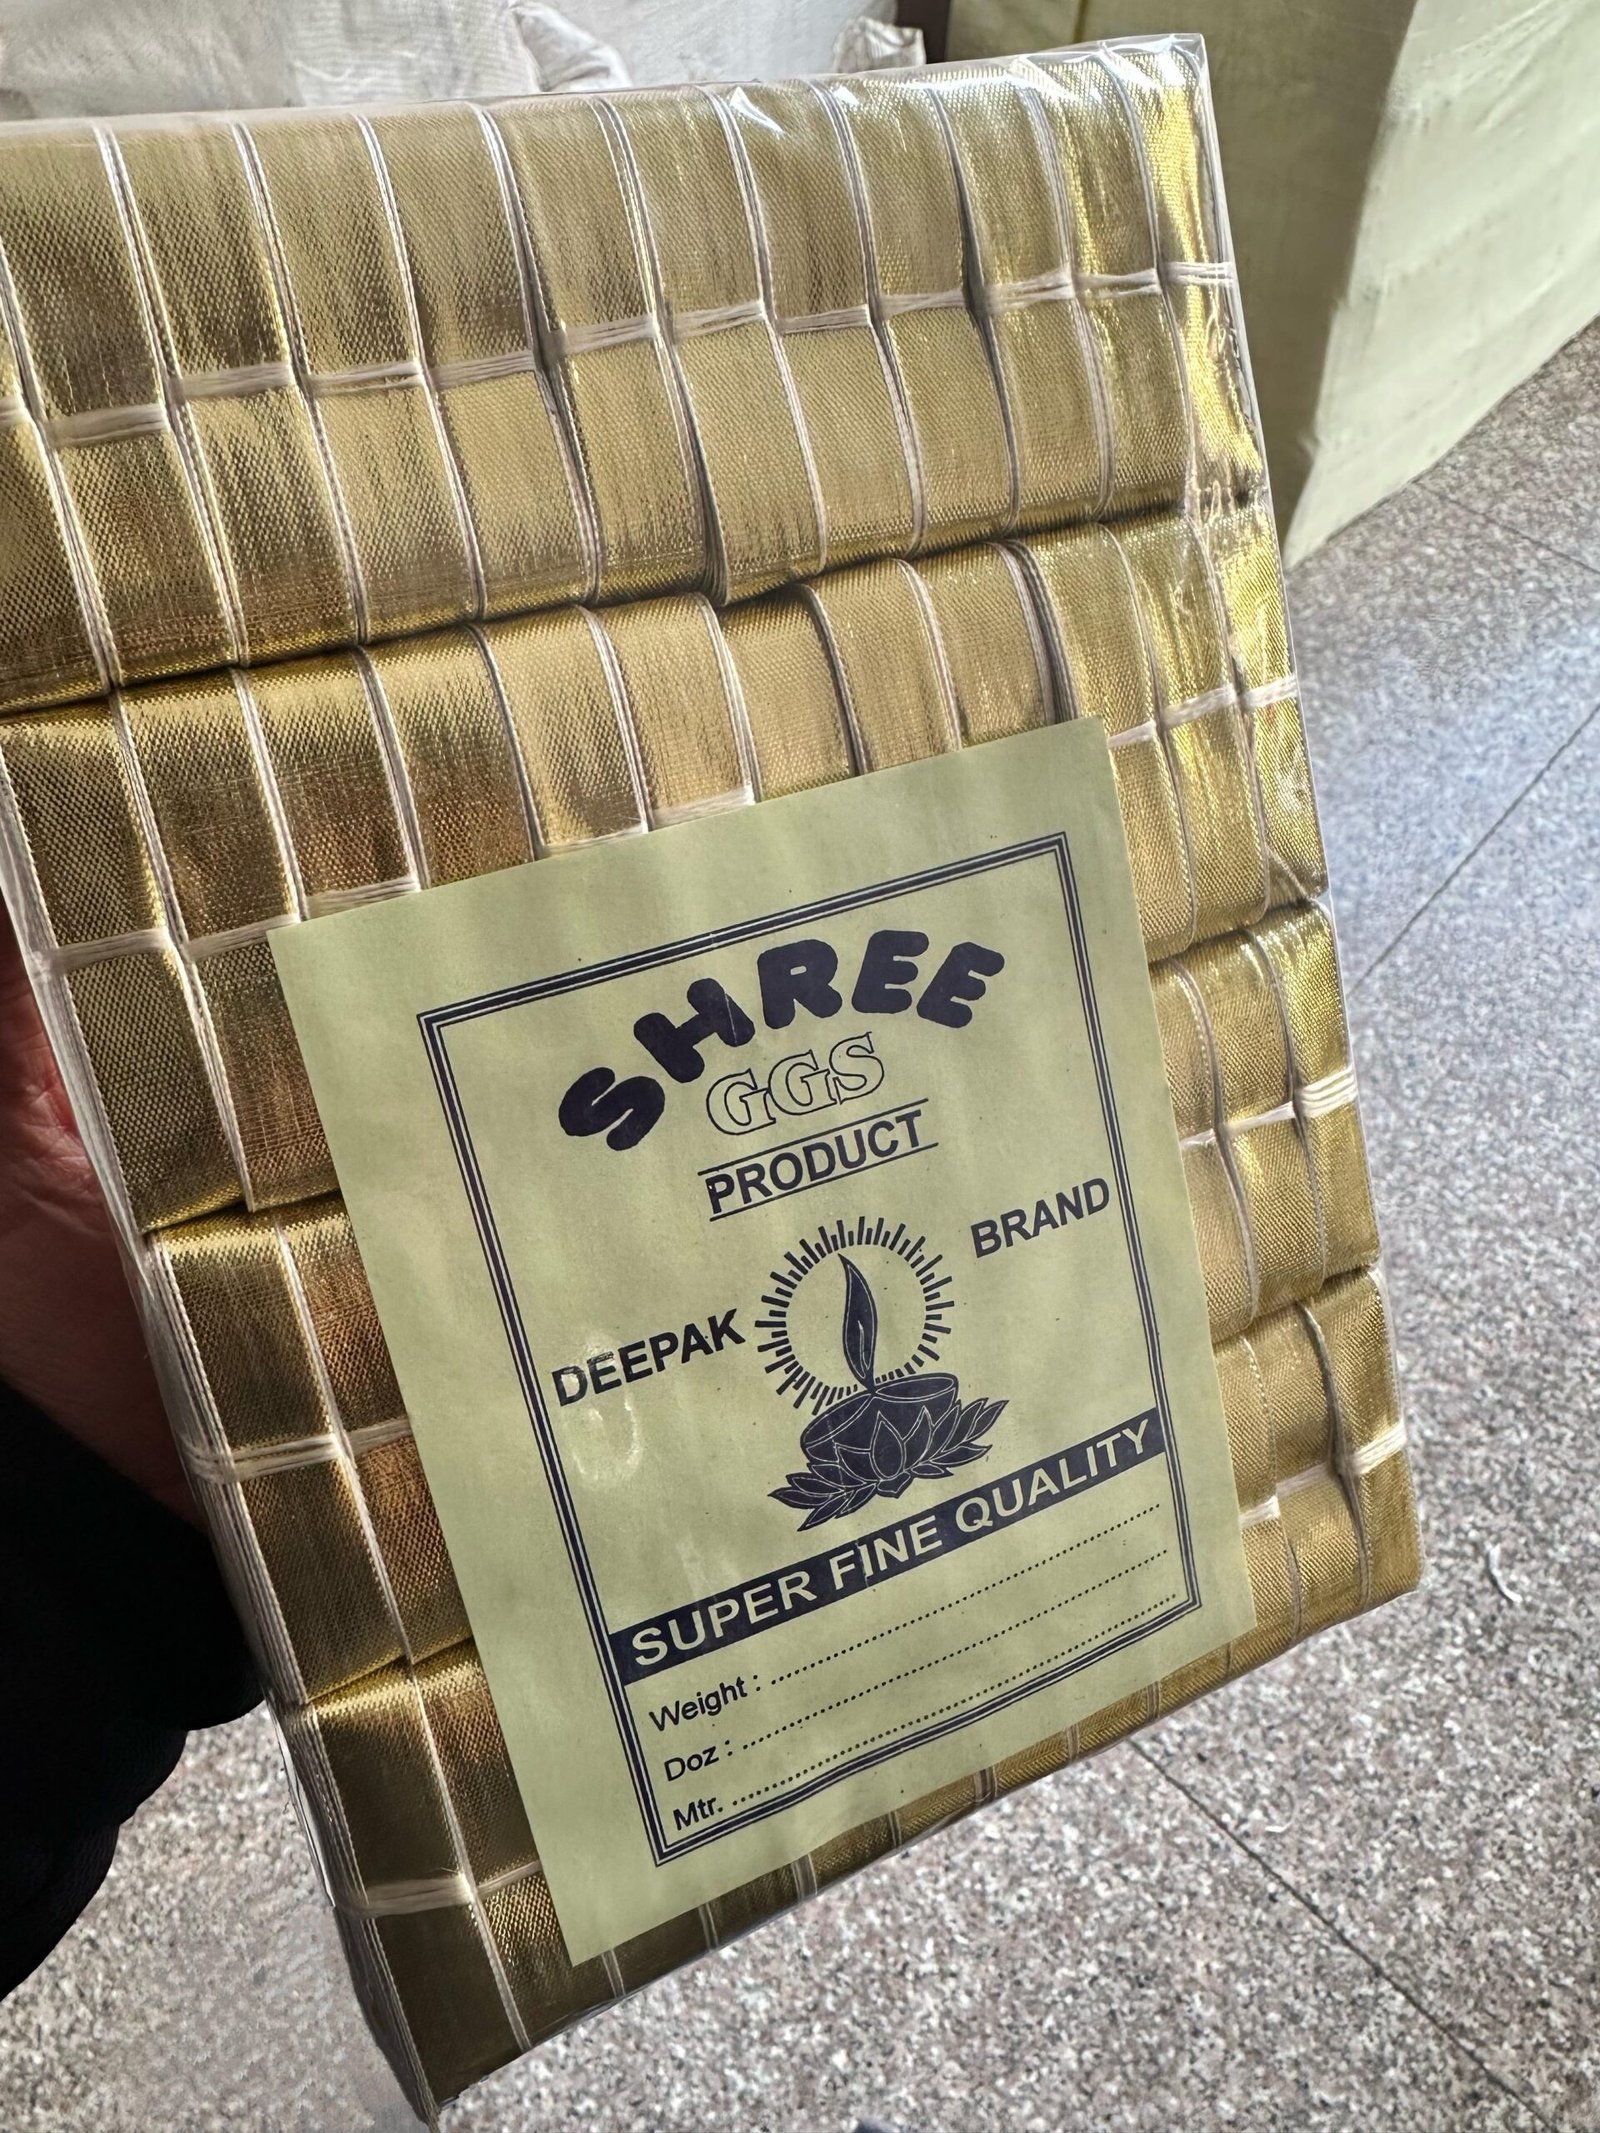 SHREE
GGS
PRODUCT
DEEPAK BRAND
SUPER FINE QUALITY
Weight : ........................................................
Doz : ............................................................
Mtr. ..............................................................